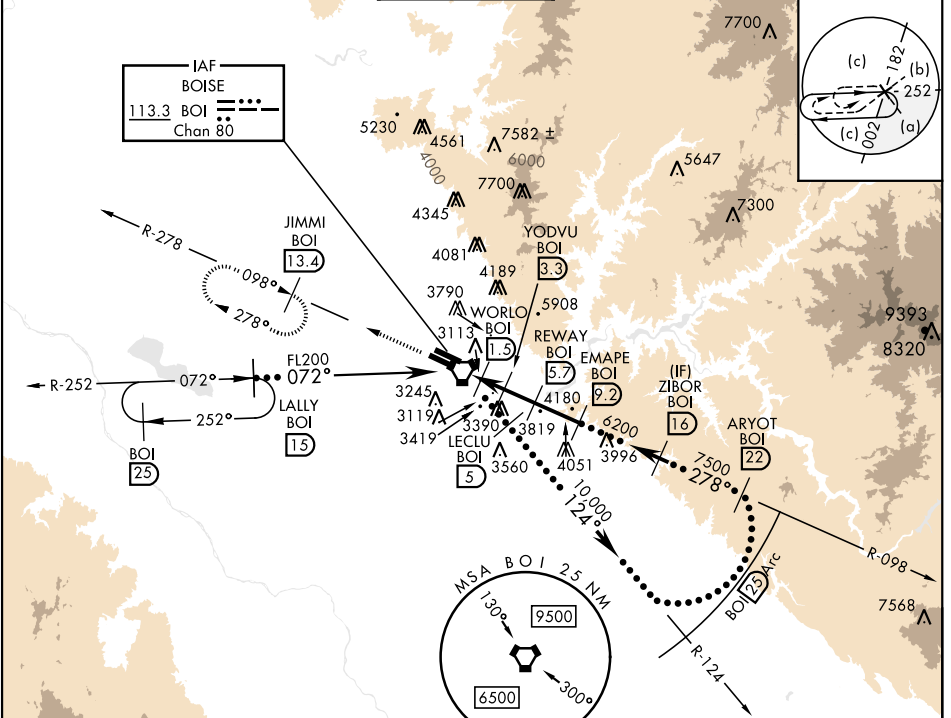 IAF
BOISE
113.3 BOI
Chan 80
7700
(c)
182
(b)
252
(c)
002
(a)
5230
4561
7582 ±
4000
6000
7700
5647
4345
7300
R-278
JIMMI
BOI
13.4
098°
278°
YODVU
BOI
3.3
4081
4189
3790
5908
WORLO
BOI
1.5
3113
REWAY
BOI
5.7
EMAPE
BOI
9.2
(IF)
ZIBOR
BOI
16
ARYOT
BOI
22
9393
8320
R-252
072°
FL200
072°
252°
LALLY
BOI
15
BOI
25
3245
3119
3419
3390
4180
3819
6200
LECLU
BOI
5
3560
4051
3996
7500
278°
10,000
124°
R-098
BOI 25 Arc
R-124
7568
MSA BOI 25 NM
130°
9500
6500
300°